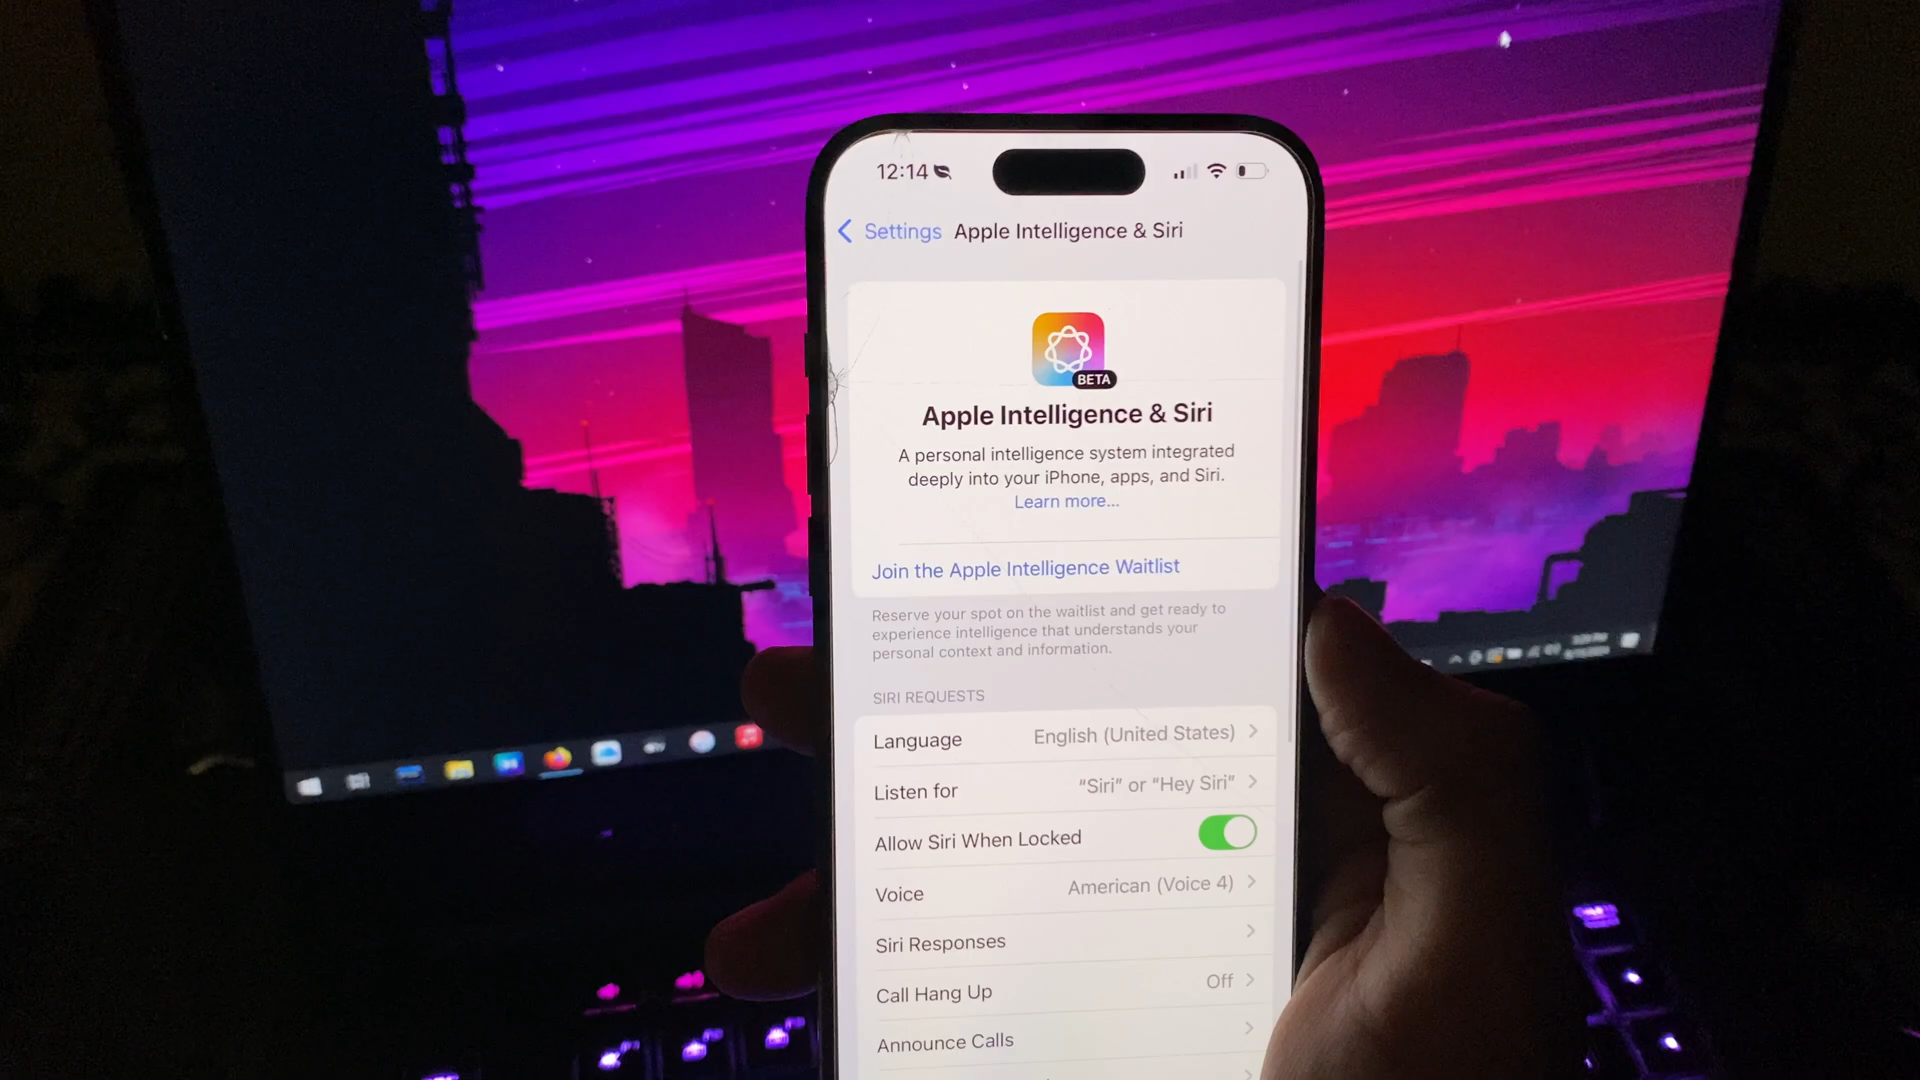 12:14
Settings Apple Intelligence & Siri
BETA
Apple Intelligence & Siri
A personal intelligence system integrated
deeply into your iPhone, apps, and Siri.
Learn more...
Join the Apple Intelligence Waitlist
Reserve your spot on the waitlist and get ready to
experience intelligence that understands your
personal context and information.
SIRI REQUESTS
Language English (United States)
Listen for “Siri” or “Hey Siri”
Allow Siri When Locked
Voice American (Voice 4)
Siri Responses
Call Hang Up Off
Announce Calls